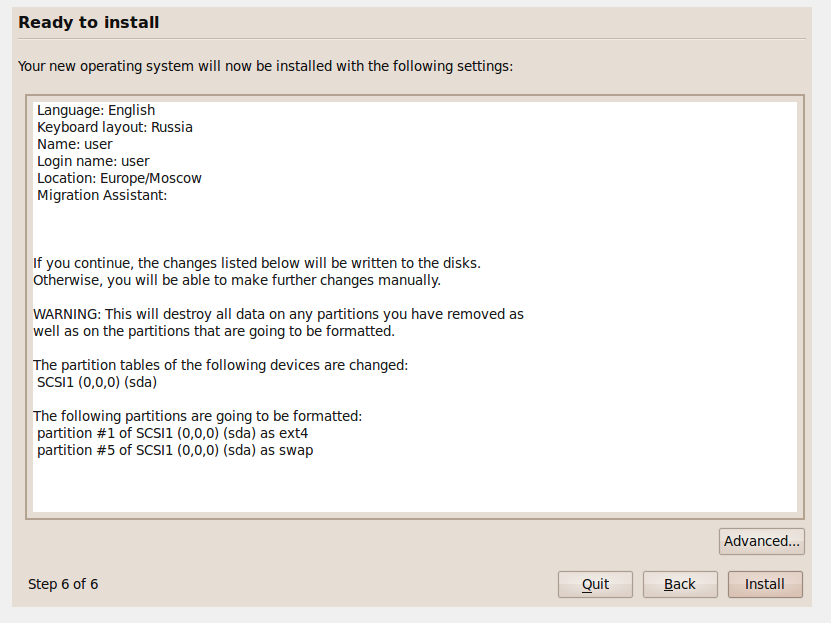 Ready to install
Your new operating system will now be installed with the following settings:
Language: English
Keyboard layout: Russia
Name: user
Login name: user
Location: Europe/Moscow
Migration Assistant:
If you continue, the changes listed below will be written to the disks.
Otherwise, you will be able to make further changes manually.
WARNING: This will destroy all data on any partitions you have removed as
well as on the partitions that are going to be formatted.
The partition tables of the following devices are changed:
SCSI1 (0,0,0) (sda)
The following partitions are going to be formatted:
partition #1 of SCSI1 (0,0,0) (sda) as ext4
partition #5 of SCSI1 (0,0,0) (sda) as swap
Advanced...
Step 6 of 6
Quit
Back
Install